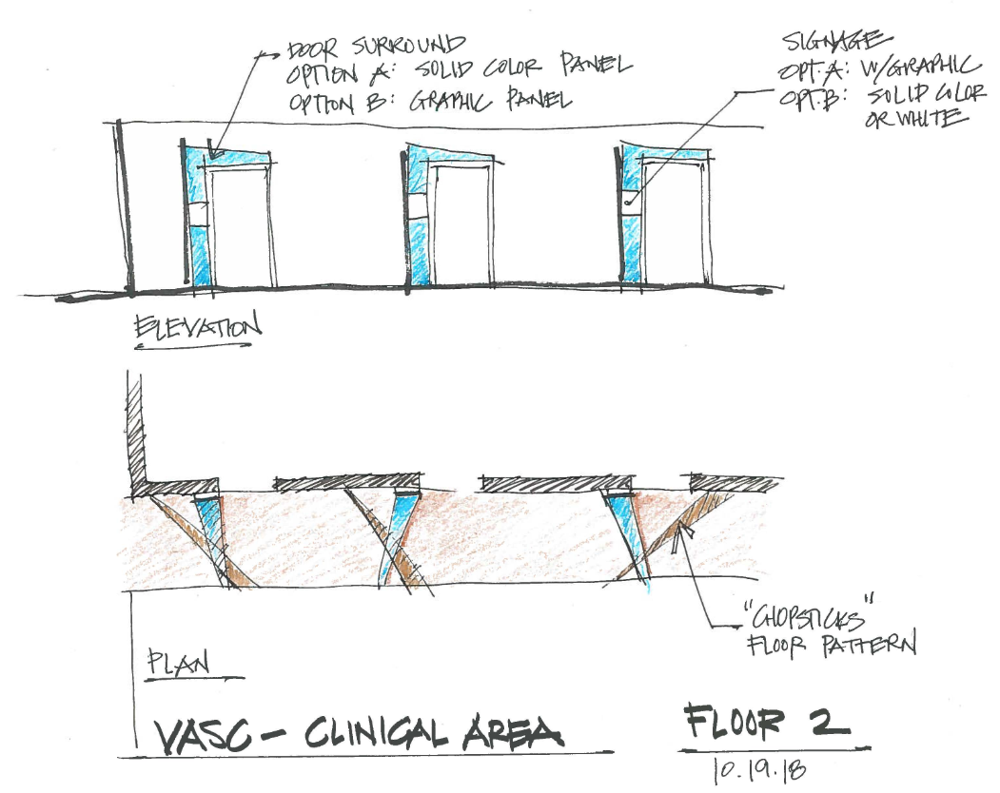 DOOR SURROUND
OPTION A: SOLID COLOR PANEL
OPTION B: GRAPHIC PANEL
SIGNAGE
OPT.A: W/GRAPHIC
OPT.B: SOLID COLOR
OR WHITE
ELEVATION
"CHOPSTICKS"
FLOOR PATTERN
PLAN
VASC - CLINICAL AREA
FLOOR 2
10.19.18